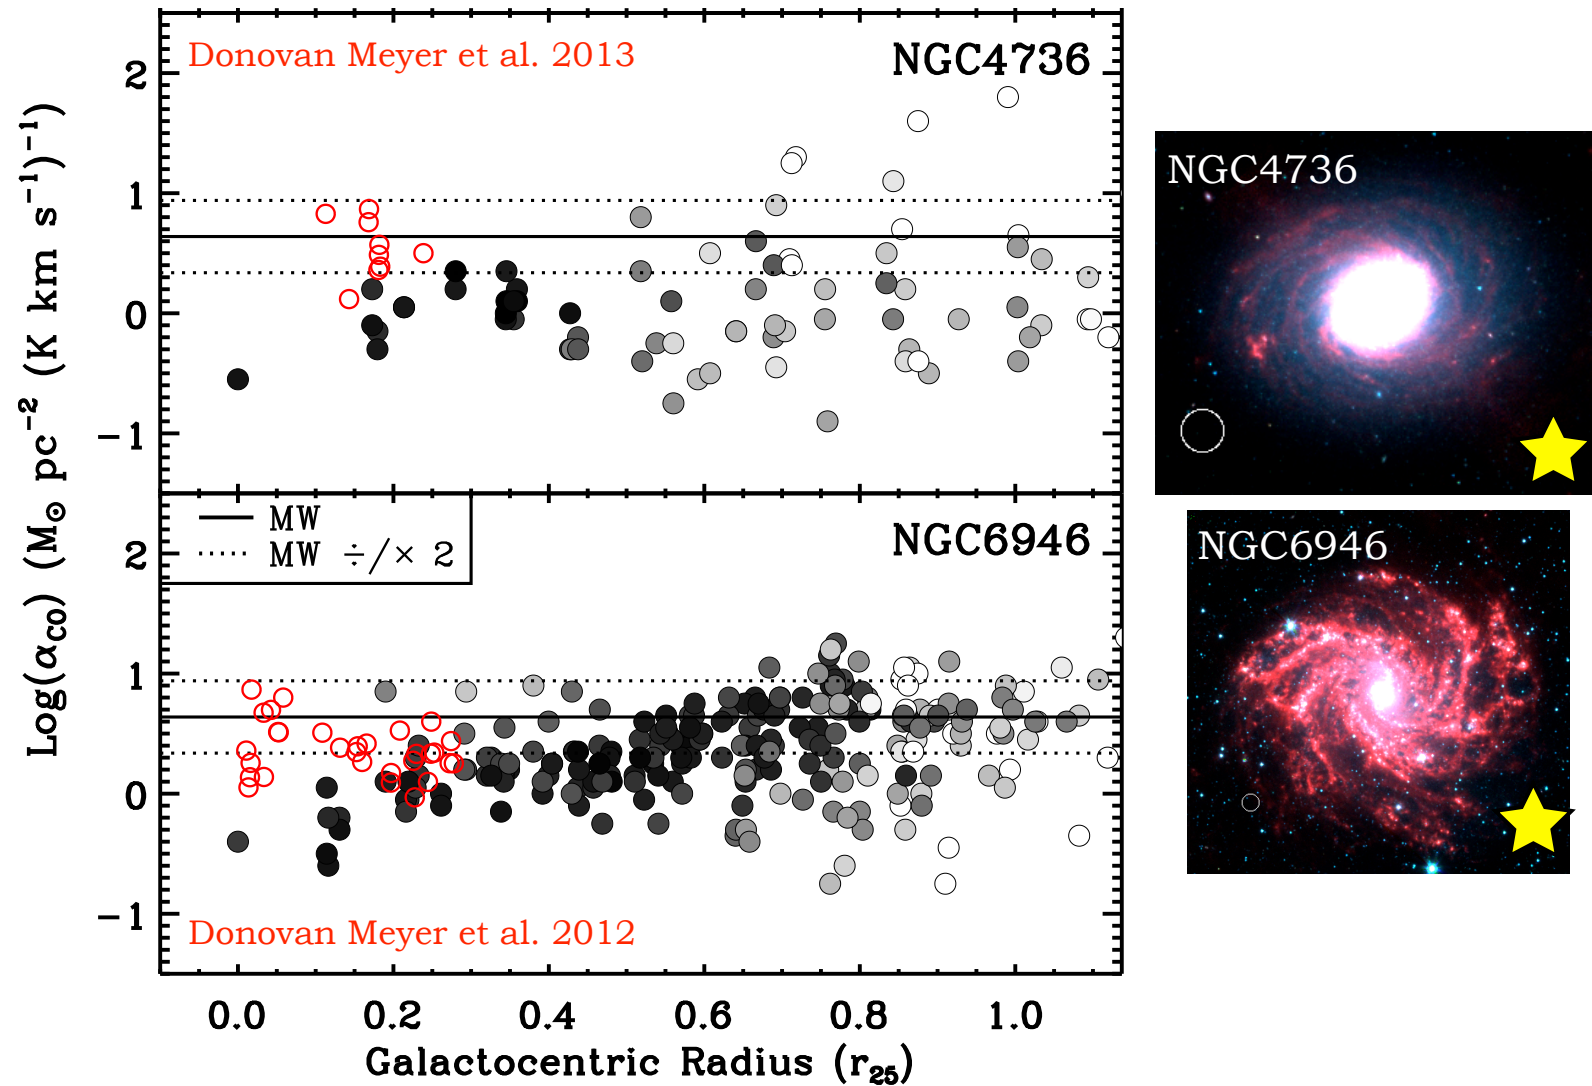 Donovan Meyer et al. 2013
NGC4736
2
1
0
−1
MW
MW ÷/× 2
NGC6946
2
1
0
−1
Donovan Meyer et al. 2012
0.0 0.2 0.4 0.6 0.8 1.0
Galactocentric Radius (r₂₅)
Log(α_CO) (M⊙ pc⁻² (K km s⁻¹)⁻¹)
NGC4736
NGC6946